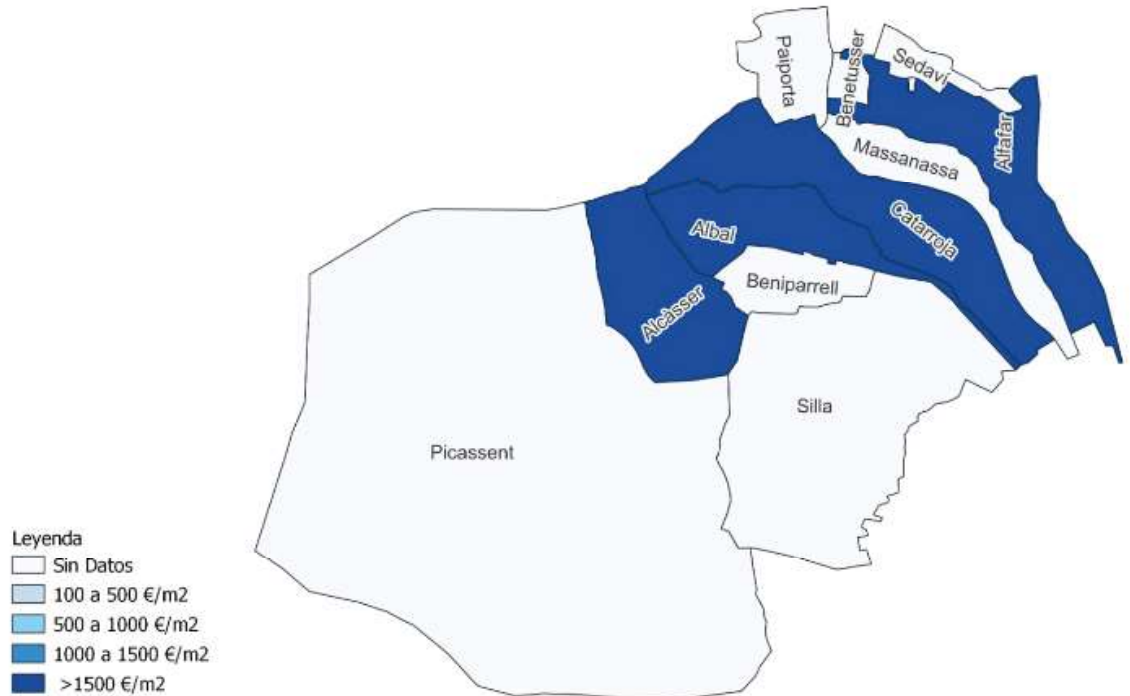 Paiporta
Benetusser
Sedaví
Alfafar
Massanassa
Catarroja
Albal
Beniparrell
Alcàsser
Silla
Picassent
Leyenda
Sin Datos
100 a 500 €/m2
500 a 1000 €/m2
1000 a 1500 €/m2
>1500 €/m2